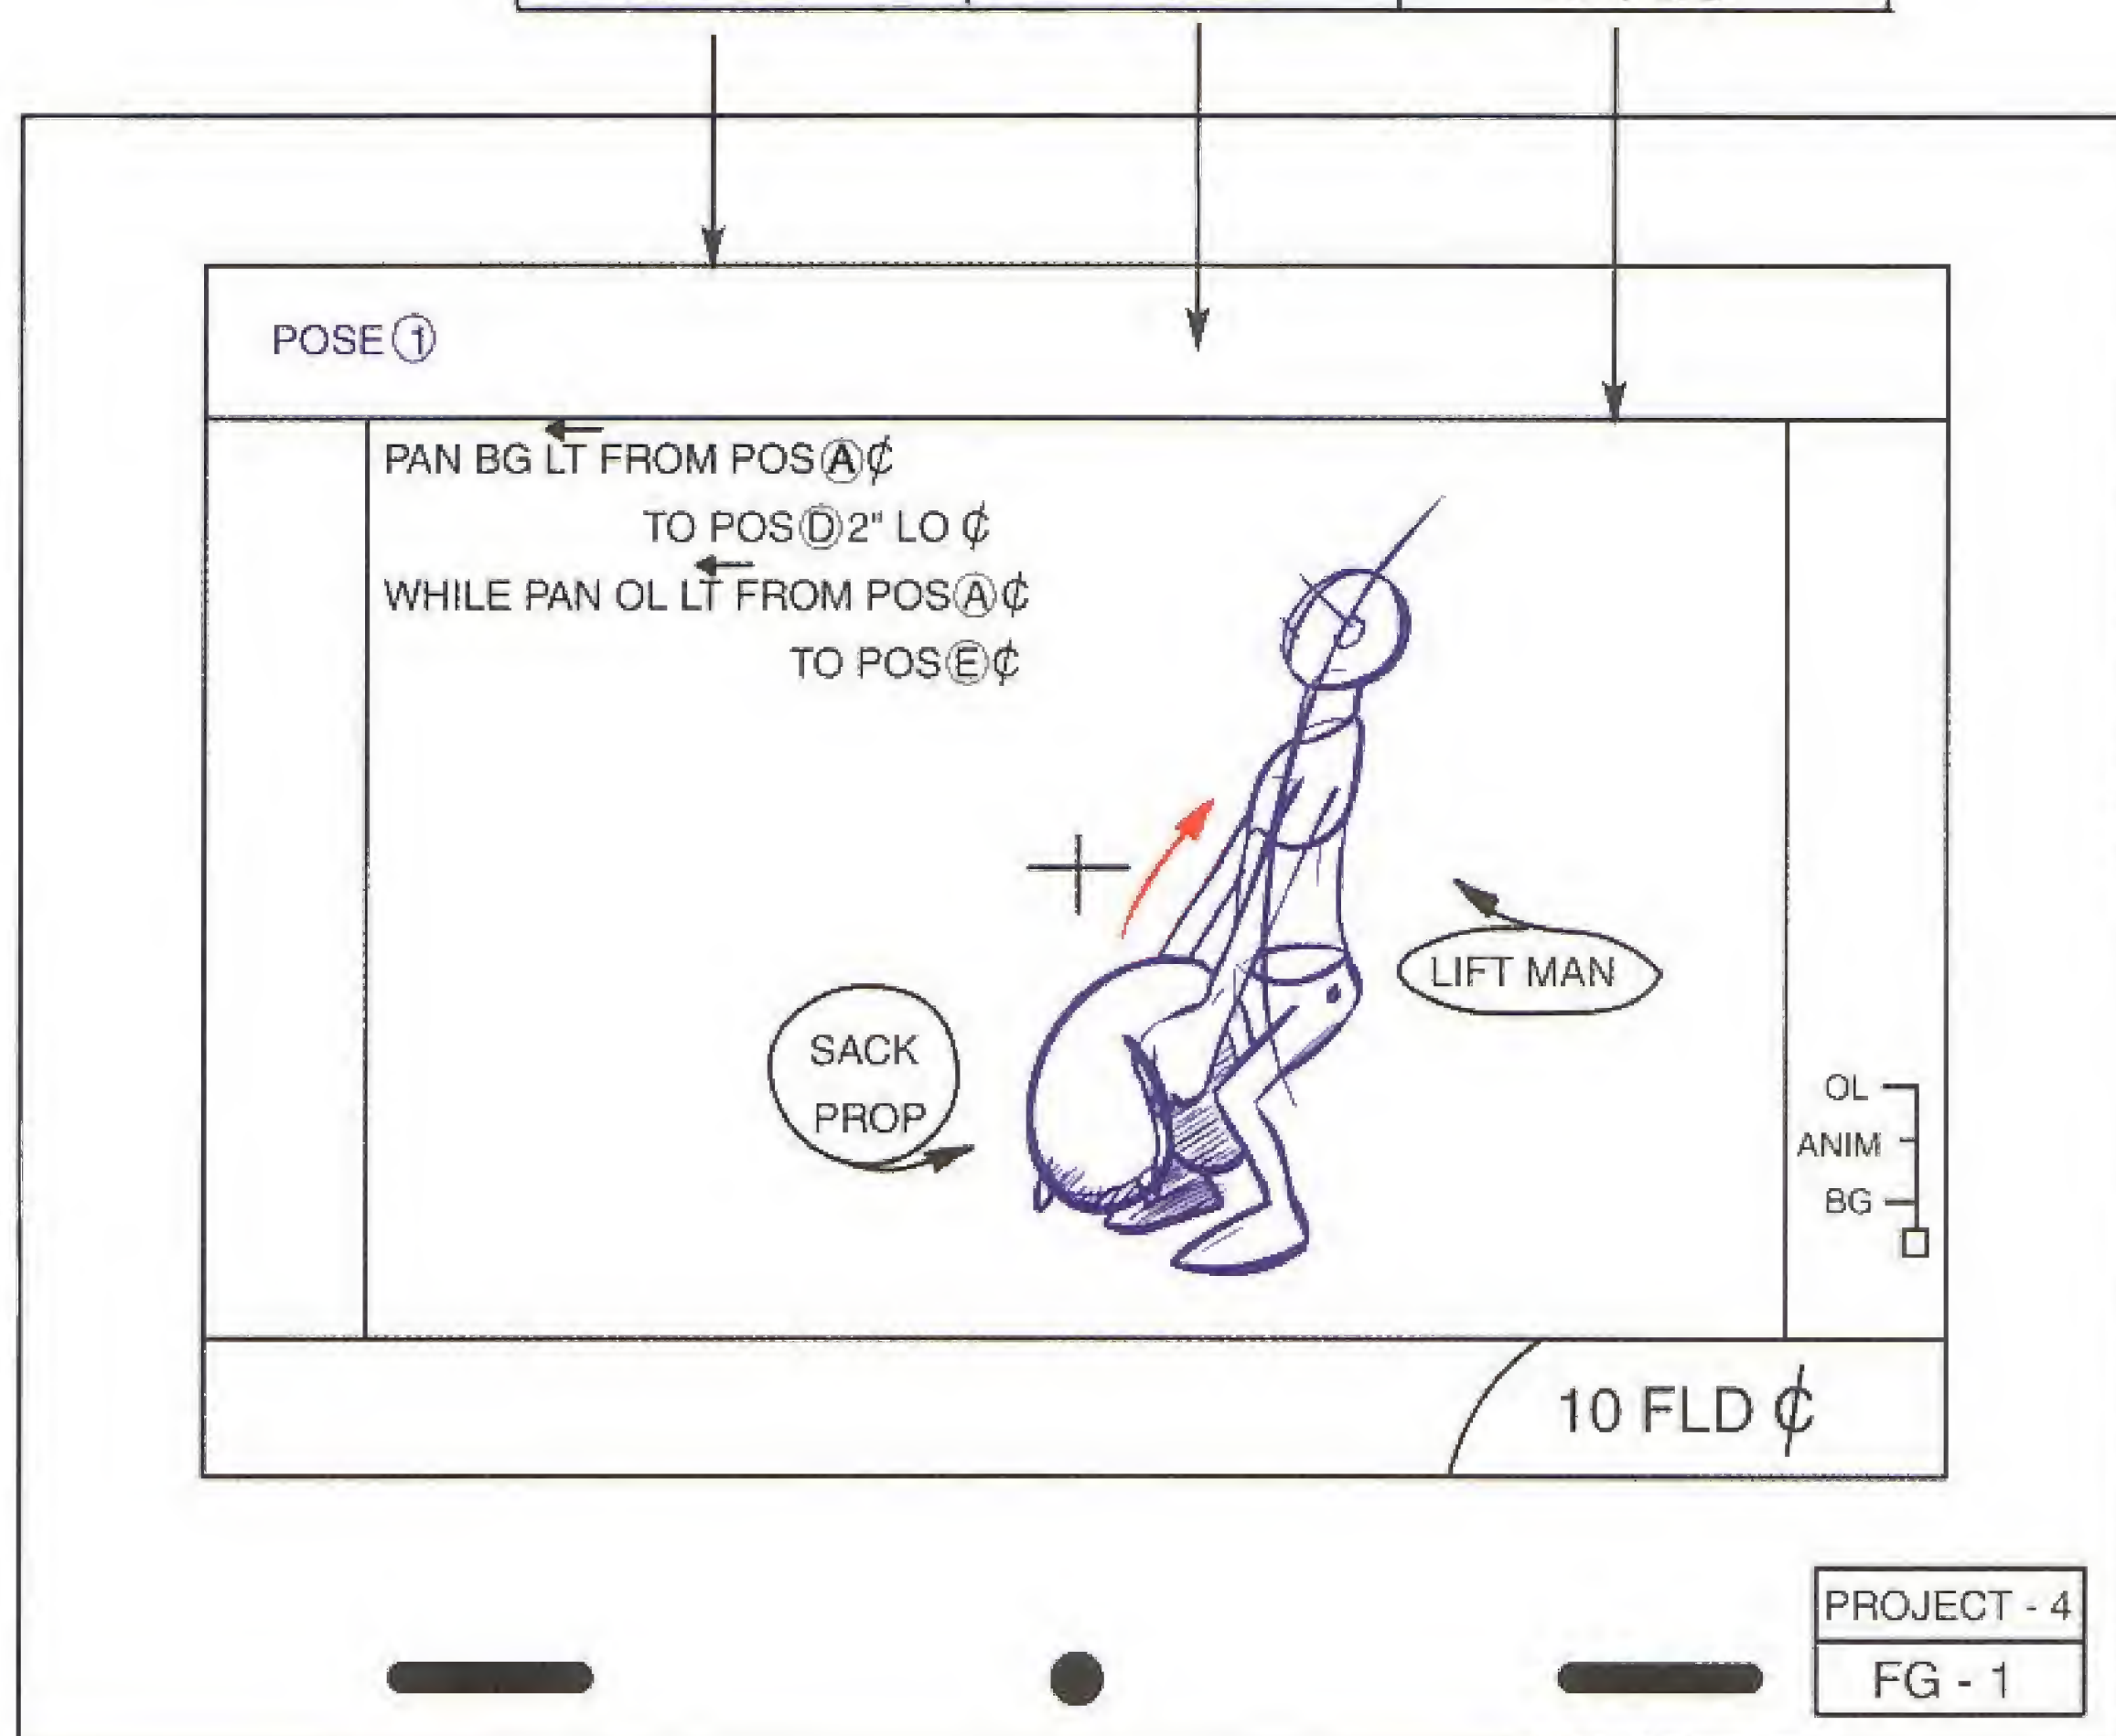 POSE ①
PAN BG LT FROM POS Ⓐ ₵
TO POS Ⓓ 2" LO ₵
WHILE PAN OL LT FROM POS Ⓐ ₵
TO POS Ⓔ ₵
LIFT MAN
SACK
PROP
OL
ANIM
BG
10 FLD ₵
PROJECT - 4
FG - 1